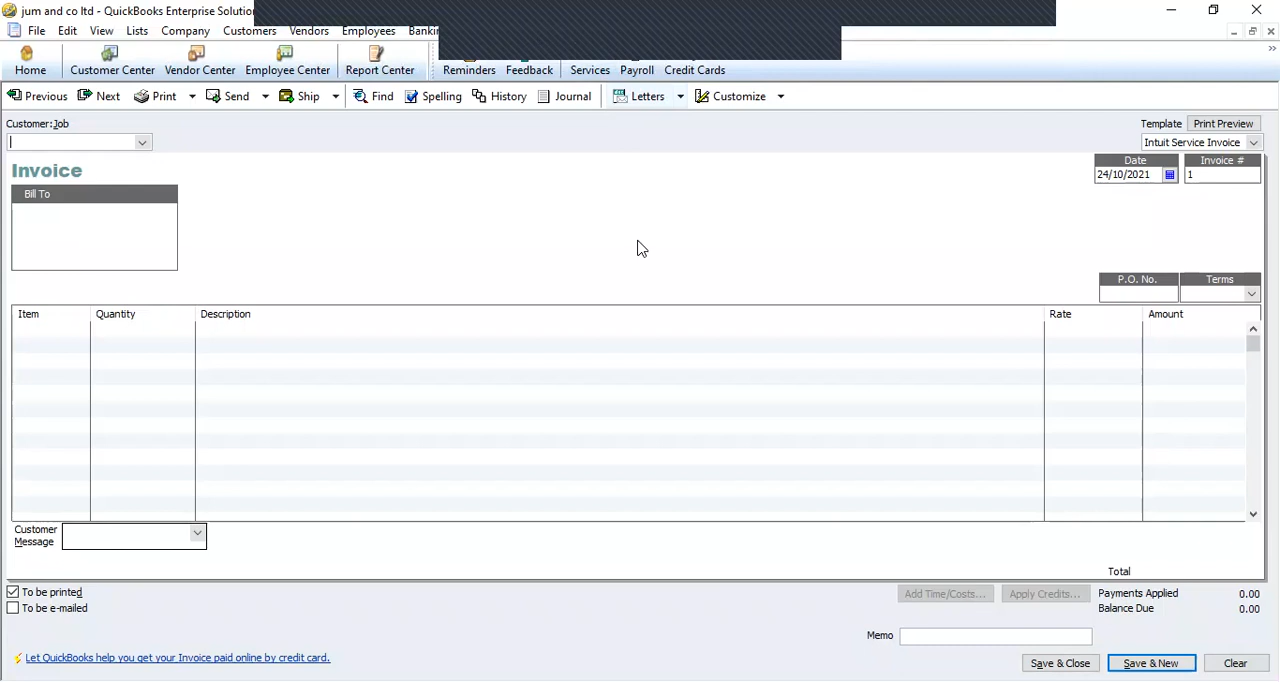 jum and co ltd - QuickBooks Enterprise Solutio
File Edit View Lists Company Customers Vendors Employees Banki
Home Customer Center Vendor Center Employee Center Report Center Reminders Feedback Services Payroll Credit Cards
Previous Next Print Send Ship Find Spelling History Journal Letters Customize
Customer:Job
Template Print Preview
Intuit Service Invoice
Invoice
Date Invoice #
24/10/2021 1
Bill To
P.O. No. Terms
Item Quantity Description Rate Amount
Customer
Message
Total
To be printed
To be e-mailed
Add Time/Costs... Apply Credits... Payments Applied 0.00
Balance Due 0.00
Memo
Let QuickBooks help you get your Invoice paid online by credit card.
Save & Close Save & New Clear